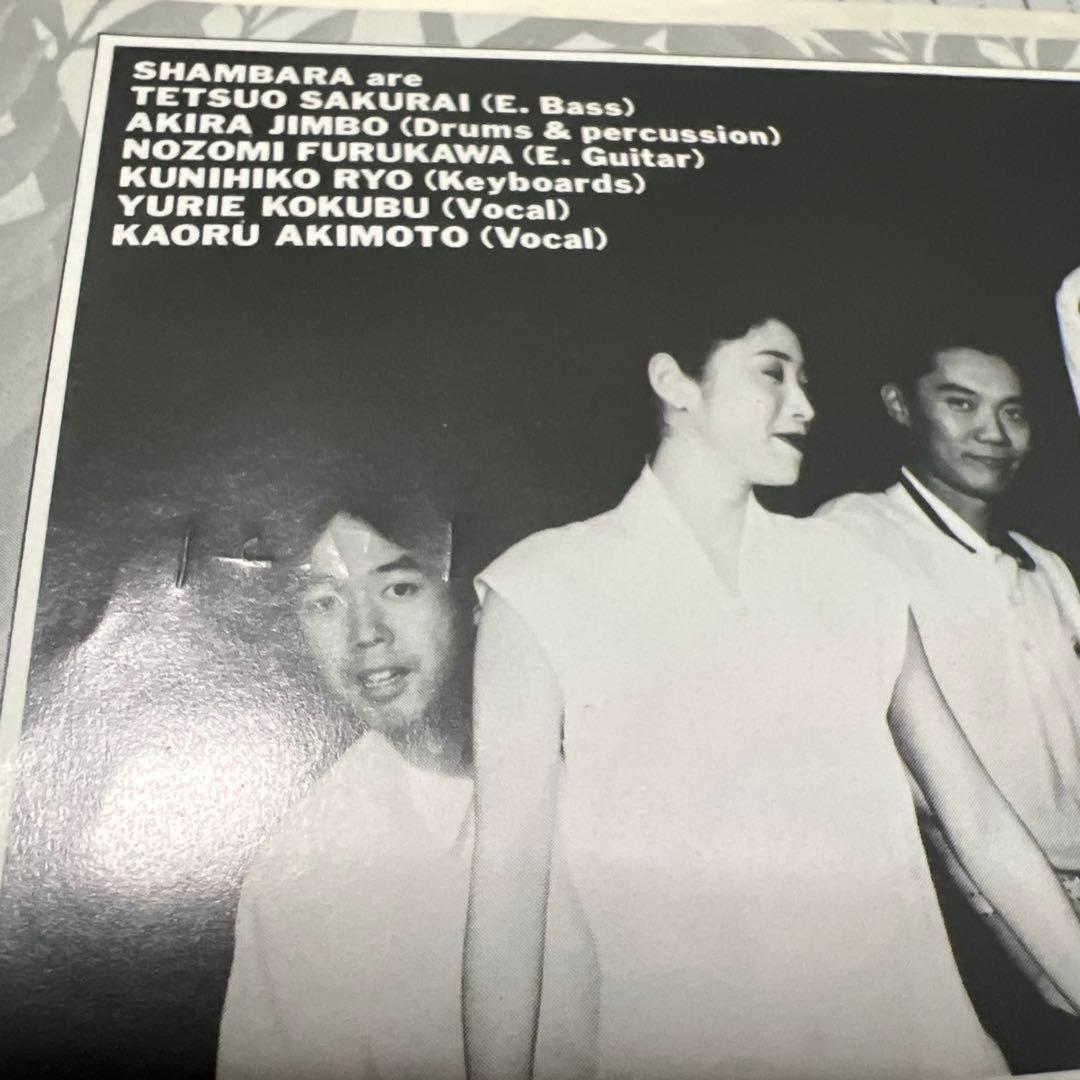 SHAMBARA are
TETSUO SAKURAI (E. Bass)
AKIRA JIMBO (Drums & percussion)
NOZOMI FURUKAWA (E. Guitar)
KUNIHIKO RYO (Keyboards)
YURIE KOKUBU (Vocal)
KAORU AKIMOTO (Vocal)